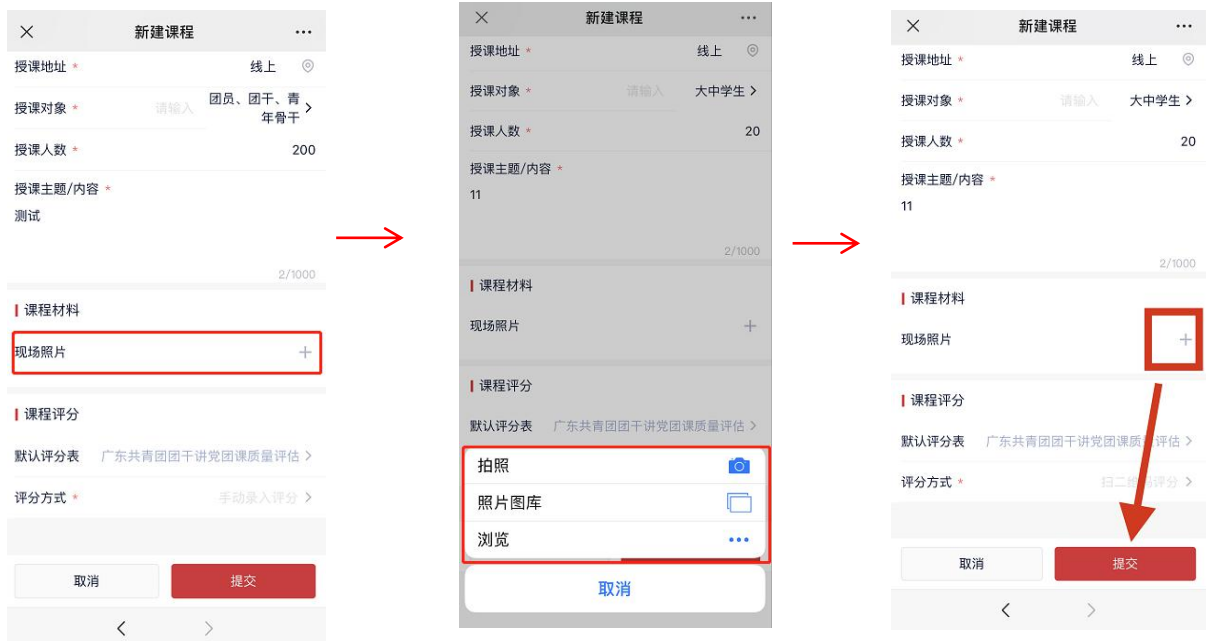 新建课程
授课地址 * 线上
授课对象 * 请输入 团员、团干、青
年骨干
授课人数 * 200
授课主题/内容 *
测试
2/1000
课程材料
现场照片
课程评分
默认评分表 广东共青团团干讲党团课质量评估
评分方式 * 手动录入评分
取消 提交
新建课程
授课地址 * 线上
授课对象 * 请输入 大中学生
授课人数 * 20
授课主题/内容 *
11
2/1000
课程材料
现场照片
课程评分
默认评分表 广东共青团团干讲党团课质量评估
拍照
照片图库
浏览
取消
新建课程
授课地址 * 线上
授课对象 * 请输入 大中学生
授课人数 * 20
授课主题/内容 *
11
2/1000
课程材料
现场照片
课程评分
默认评分表 广东共青团团干讲党团课质量评估
评分方式 * 扫二维码评分
取消 提交